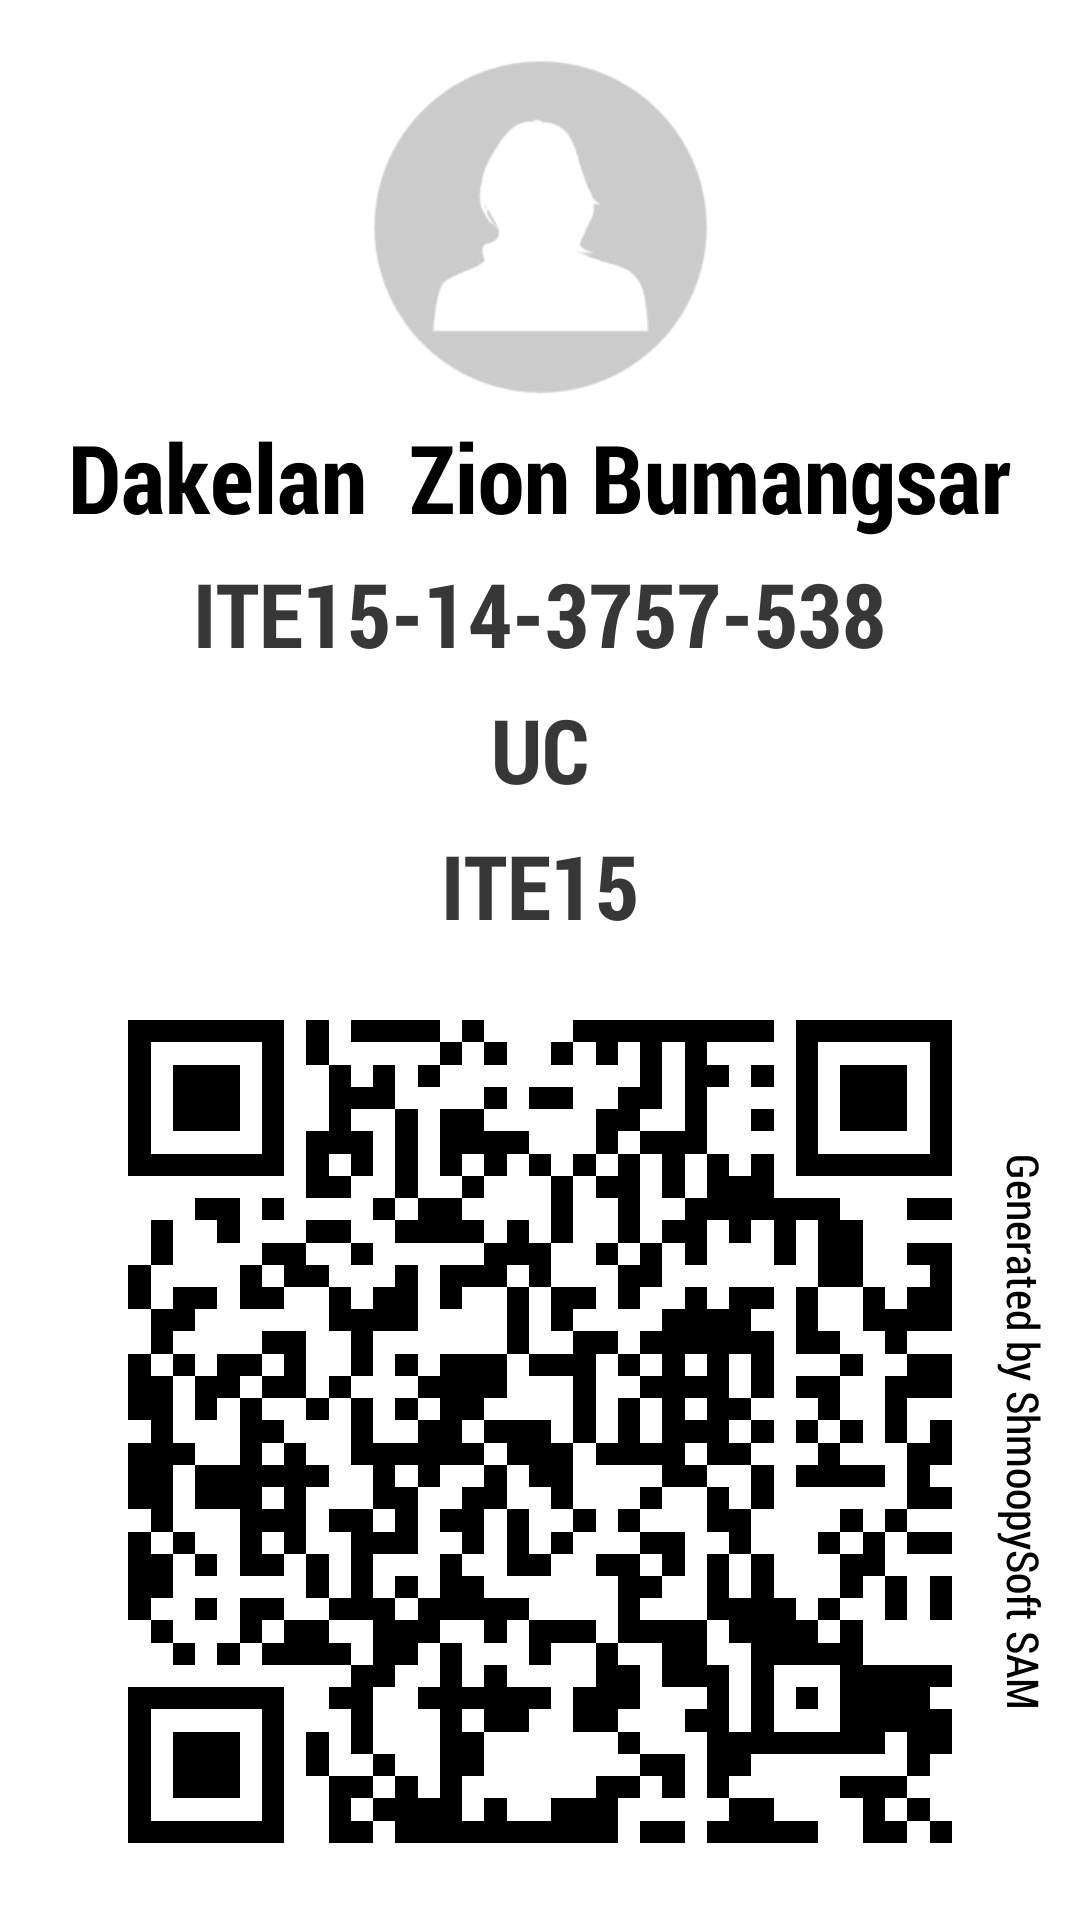 Dakelan  Zion Bumangsar
ITE15-14-3757-538
UC
ITE15
Generated by ShmoopySoft SAM